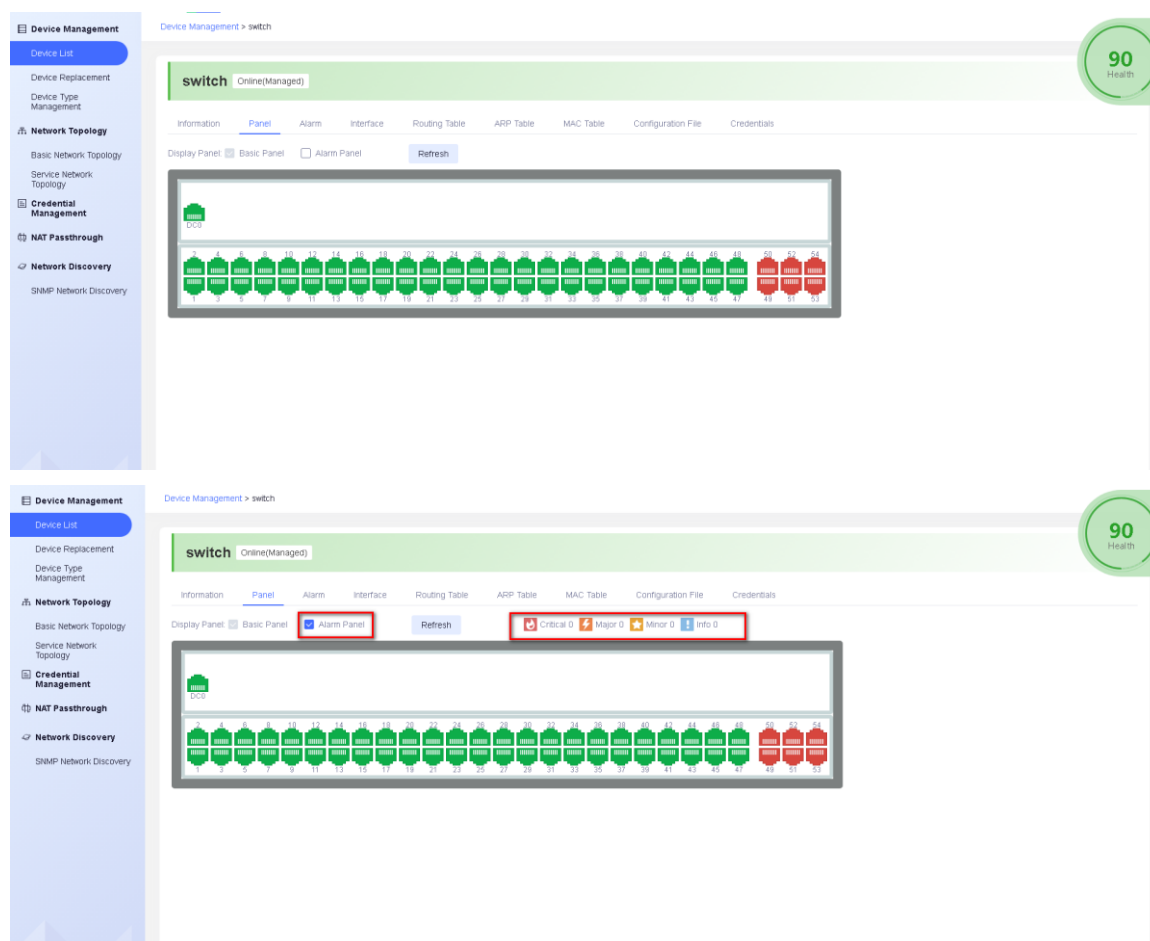 Device Management
Device List
Device Replacement
Device Type
Management
Network Topology
Basic Network Topology
Service Network
Topology
Credential
Management
NAT Passthrough
Network Discovery
SNMP Network Discovery
Device Management > switch
90
Health
switch Online(Managed)
Information Panel Alarm Interface Routing Table ARP Table MAC Table Configuration File Credentials
Display Panel: Basic Panel Alarm Panel Refresh
DC0
2 4 6 8 10 12 14 16 18 20 22 24 26 28 30 32 34 36 38 40 42 44 46 48 50 52 54
1 3 5 7 9 11 13 15 17 19 21 23 25 27 29 31 33 35 37 39 41 43 45 47 49 51 53
Device Management
Device List
Device Replacement
Device Type
Management
Network Topology
Basic Network Topology
Service Network
Topology
Credential
Management
NAT Passthrough
Network Discovery
SNMP Network Discovery
Device Management > switch
90
Health
switch Online(Managed)
Information Panel Alarm Interface Routing Table ARP Table MAC Table Configuration File Credentials
Display Panel: Basic Panel Alarm Panel Refresh Critical 0 Major 0 Minor 0 Info 0
DC0
2 4 6 8 10 12 14 16 18 20 22 24 26 28 30 32 34 36 38 40 42 44 46 48 50 52 54
1 3 5 7 9 11 13 15 17 19 21 23 25 27 29 31 33 35 37 39 41 43 45 47 49 51 53